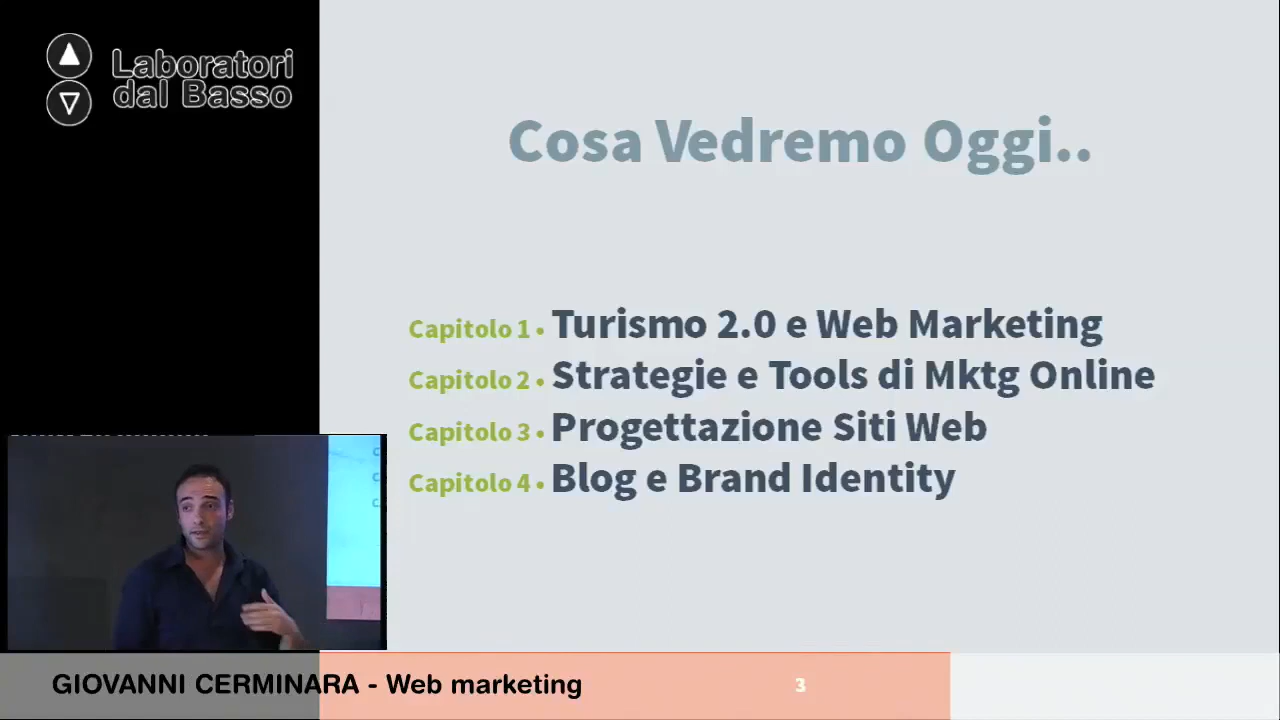 Laboratori
dal Basso
Cosa Vedremo Oggi..
Capitolo 1 • Turismo 2.0 e Web Marketing
Capitolo 2 • Strategie e Tools di Mktg Online
Capitolo 3 • Progettazione Siti Web
Capitolo 4 • Blog e Brand Identity
GIOVANNI CERMINARA - Web marketing
3